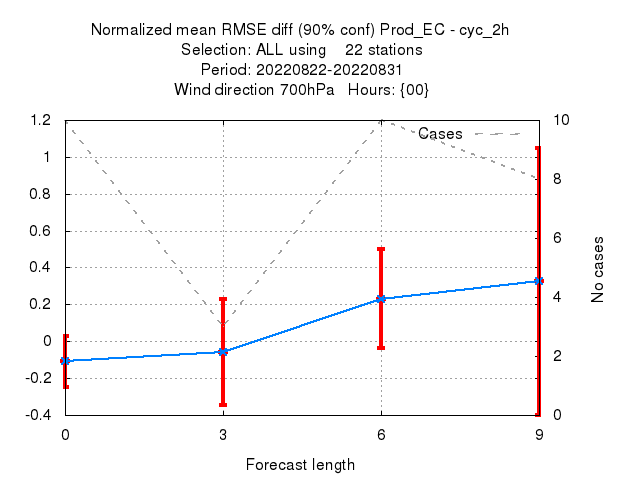 Normalized mean RMSE diff (90% conf) Prod_EC - cyc_2h
Selection: ALL using    22 stations
Period: 20220822-20220831
Wind direction 700hPa   Hours: {00}
Cases
1.2
1
0.8
0.6
0.4
0.2
0
-0.2
-0.4
10
8
6
4
2
0
No cases
0 3 6 9
Forecast length